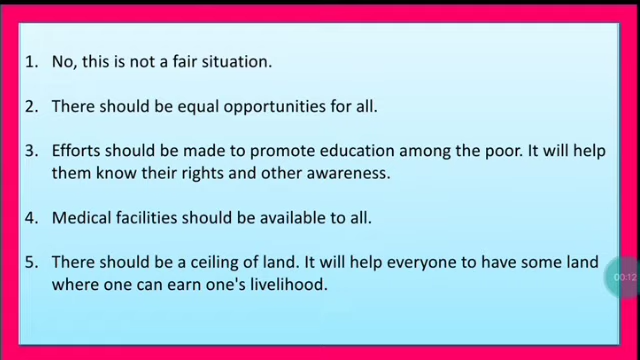 1. No, this is not a fair situation.
2. There should be equal opportunities for all.
3. Efforts should be made to promote education among the poor. It will help
them know their rights and other awareness.
4. Medical facilities should be available to all.
5. There should be a ceiling of land. It will help everyone to have some land
where one can earn one's livelihood.
00:12